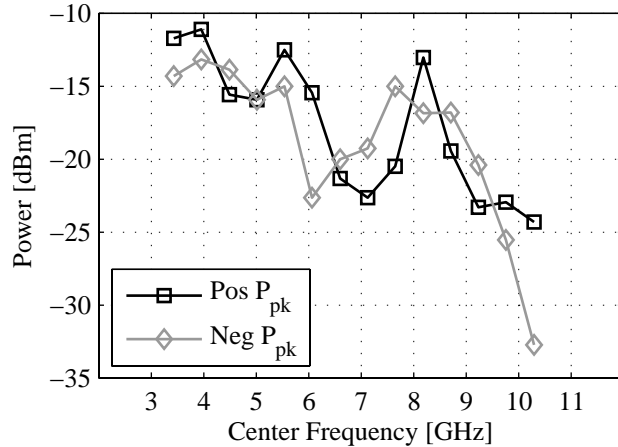 −10
−15
−20
−25
−30
−35
Power [dBm]
Pos P_pk
Neg P_pk
3 4 5 6 7 8 9 10 11
Center Frequency [GHz]